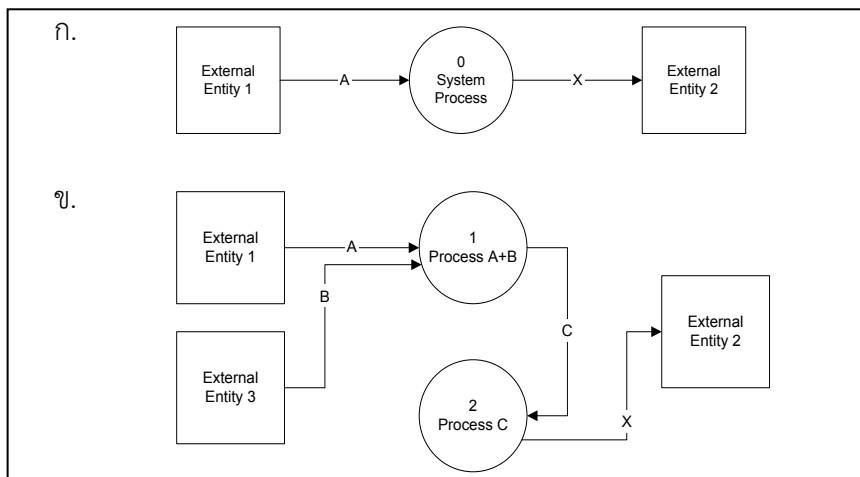 ก.
External
Entity 1
A
0
System
Process
X
External
Entity 2
ข.
External
Entity 1
A
B
1
Process A+B
C
External
Entity 2
External
Entity 3
2
Process C
X